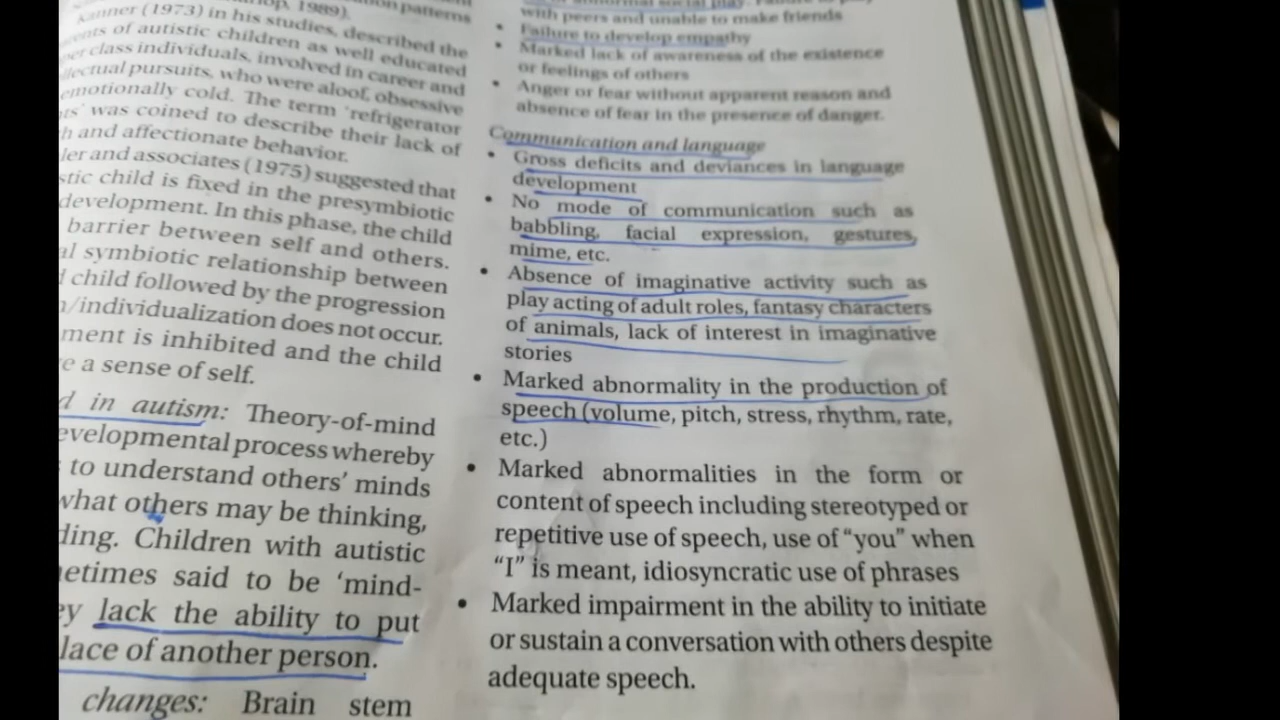 patterns
1989).
Kanner (1973) in his studies, described the
of autistic children as well educated
class individuals, involved in career and
pursuits, who were aloof, obsessive
emotionally cold. The term 'refrigerator
was coined to describe their lack of
and affectionate behavior.
and associates (1975) suggested that
child is fixed in the presymbiotic
development. In this phase, the child
barrier between self and others.
symbiotic relationship between
child followed by the progression
/individualization does not occur.
is inhibited and the child
a sense of self.
in autism: Theory-of-mind
developmental process whereby
to understand others' minds
what others may be thinking,
Children with autistic
said to be 'mind-
lack the ability to put
of another person.
changes: Brain stem
with peers and unable to make friends
• Failure to develop empathy
• Marked lack of awareness of the existence
or feelings of others
• Anger or fear without apparent reason and
absence of fear in the presence of danger.
Communication and language
• Gross deficits and deviances in language
development
• No mode of communication such as
babbling, facial expression, gestures,
mime, etc.
• Absence of imaginative activity such as
play acting of adult roles, fantasy characters
of animals, lack of interest in imaginative
stories
• Marked abnormality in the production of
speech (volume, pitch, stress, rhythm, rate,
etc.)
• Marked abnormalities in the form or
content of speech including stereotyped or
repetitive use of speech, use of “you” when
“I” is meant, idiosyncratic use of phrases
• Marked impairment in the ability to initiate
or sustain a conversation with others despite
adequate speech.